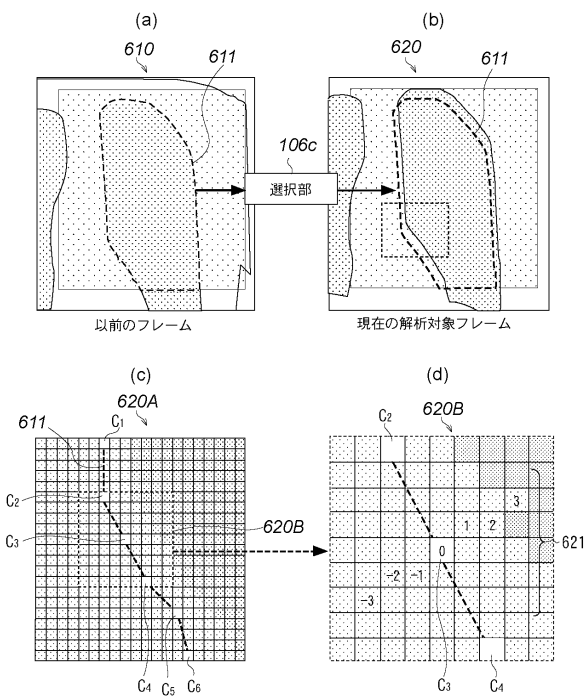 (a)
(b)
610
620
611
611
106c
選択部
以前のフレーム
現在の解析対象フレーム
(c)
(d)
620A
620B
C1
C2
611
C2
C3
620B
3
1 2
621
0
-2 -1
-3
C4 C5 C6
C3
C4